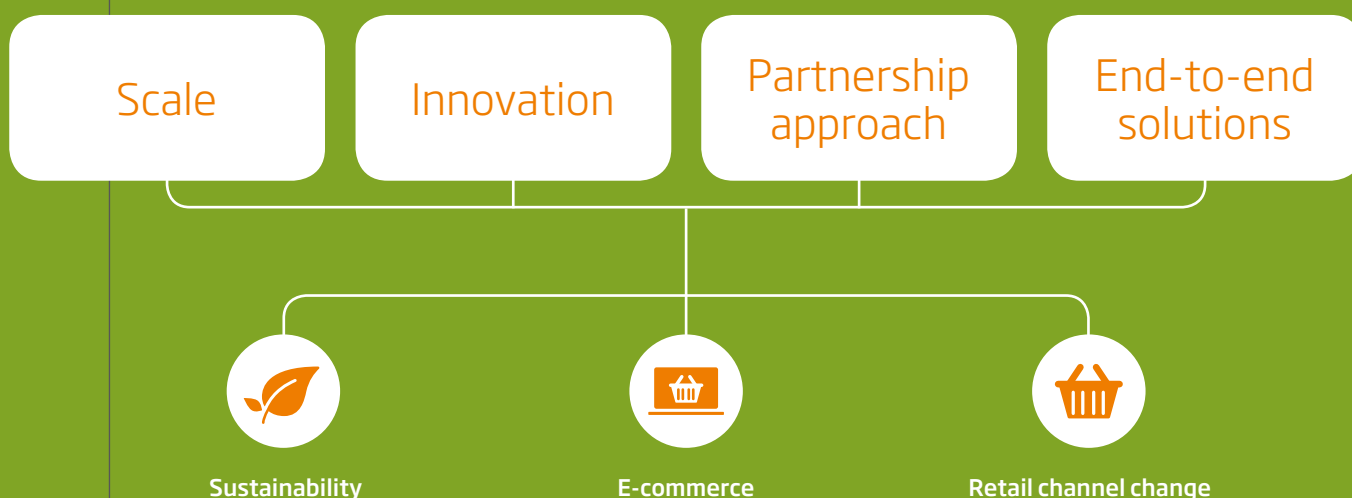 Scale
Innovation
Partnership
approach
End-to-end
solutions
Sustainability
E-commerce
Retail channel change